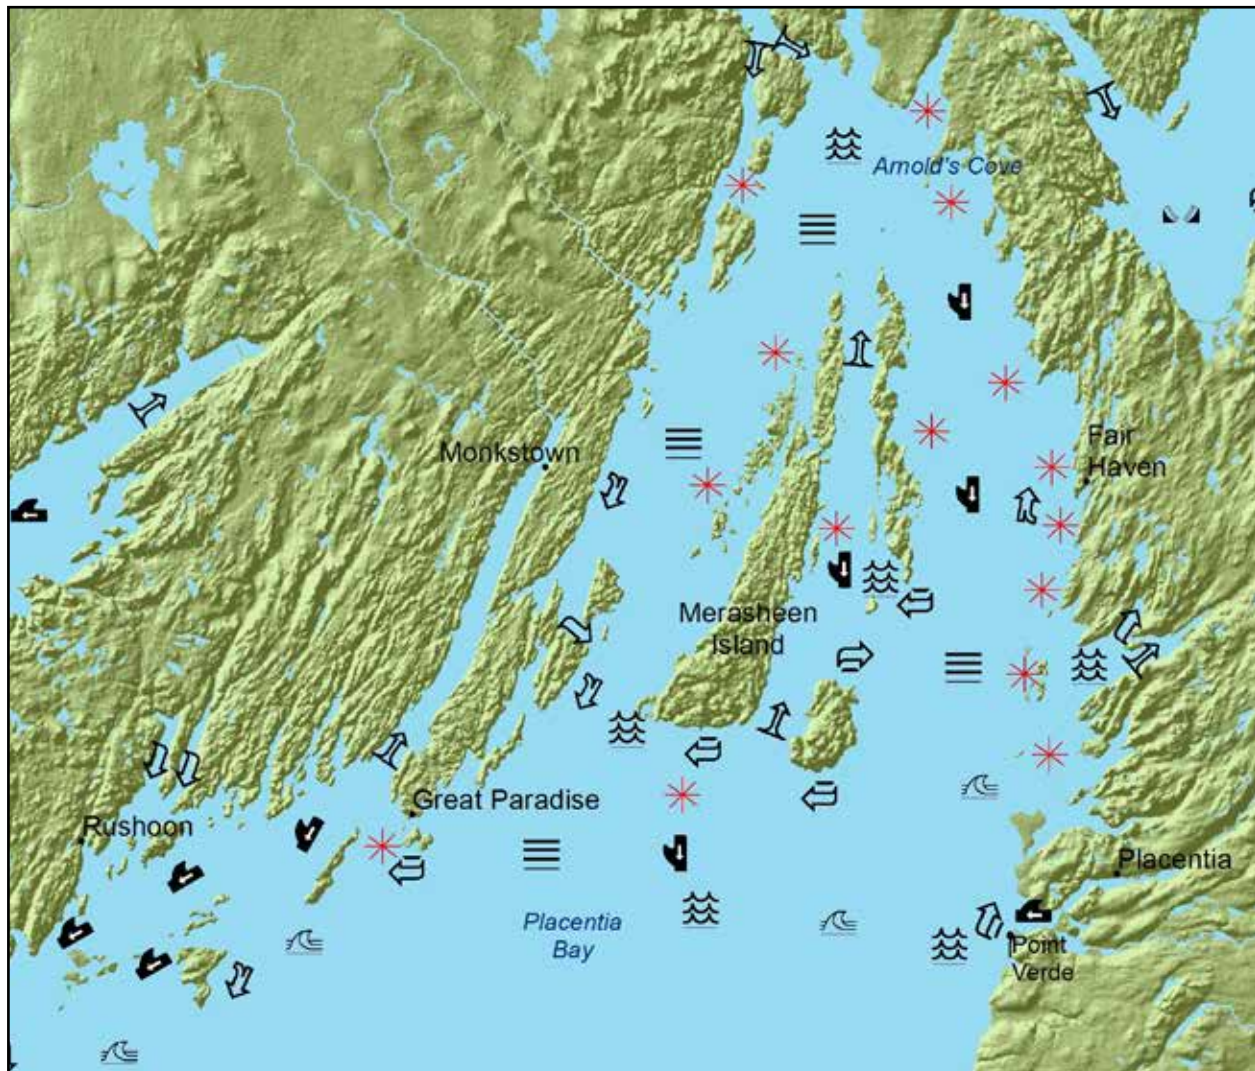 Arnold's Cove
Fair
Haven
Monkstown
Merasheen
Island
Great Paradise
Rushoon
Placentia
Placentia
Bay
Point
Verde